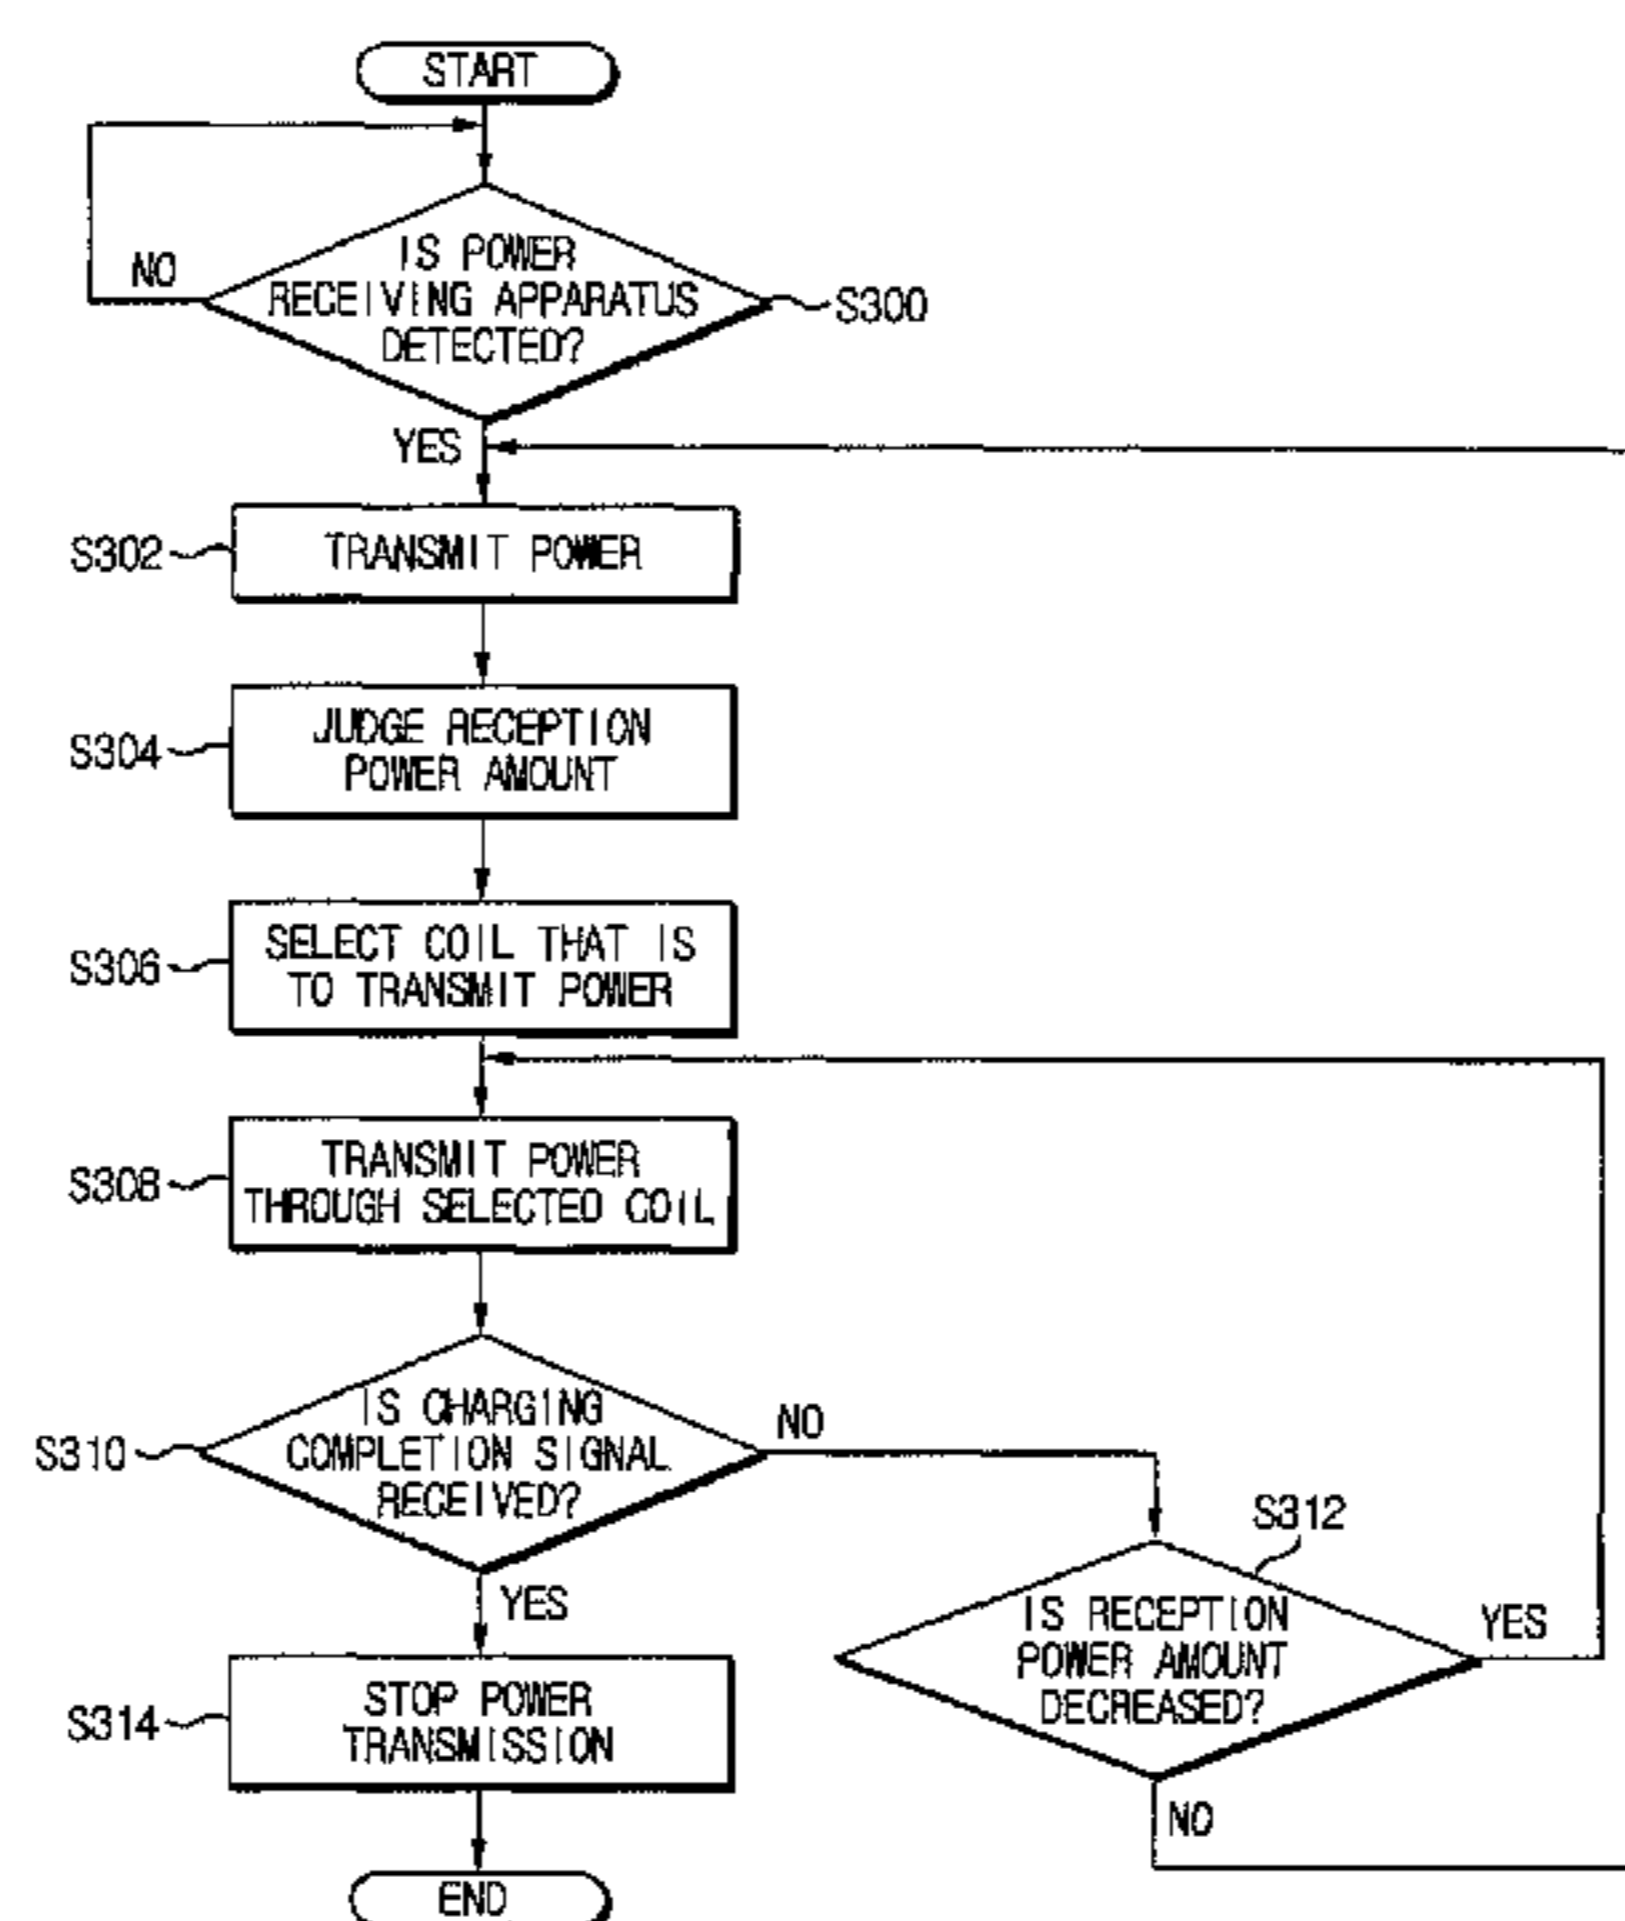 START
IS POWER
RECEIVING APPARATUS
DETECTED?
NO
S300
YES
S302
TRANSMIT POWER
S304
JUDGE RECEPTION
POWER AMOUNT
S306
SELECT COIL THAT IS
TO TRANSMIT POWER
S308
TRANSMIT POWER
THROUGH SELECTED COIL
S310
IS CHARGING
COMPLETION SIGNAL
RECEIVED?
NO
YES
S312
IS RECEPTION
POWER AMOUNT
DECREASED?
YES
NO
S314
STOP POWER
TRANSMISSION
END